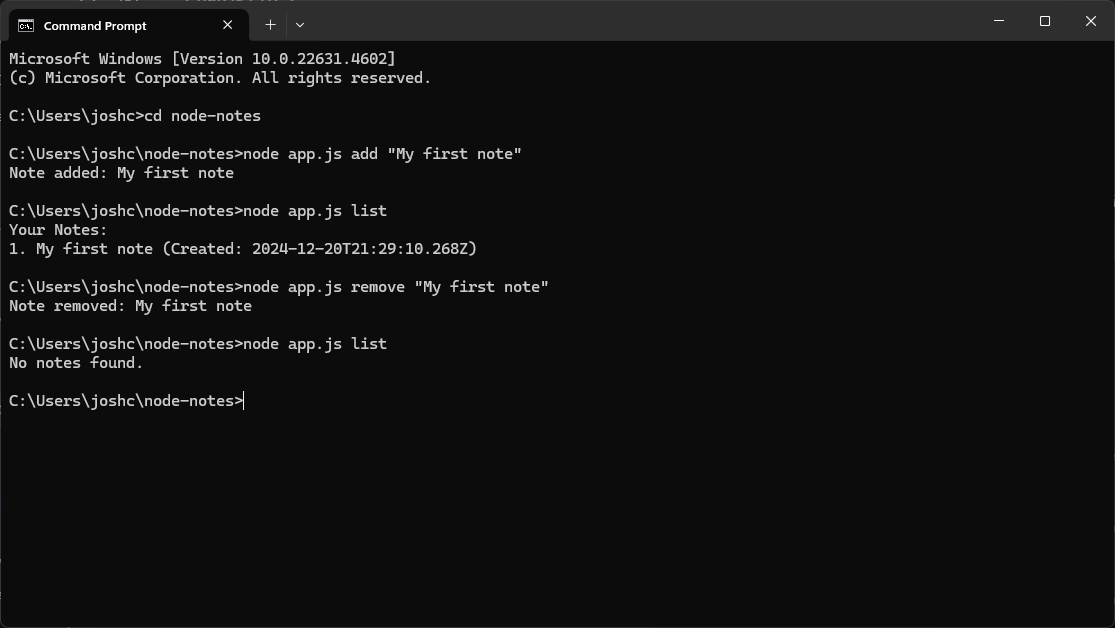 Command Prompt
Microsoft Windows [Version 10.0.22631.4602]
(c) Microsoft Corporation. All rights reserved.
C:\Users\joshc>cd node-notes
C:\Users\joshc\node-notes>node app.js add "My first note"
Note added: My first note
C:\Users\joshc\node-notes>node app.js list
Your Notes:
1. My first note (Created: 2024-12-20T21:29:10.268Z)
C:\Users\joshc\node-notes>node app.js remove "My first note"
Note removed: My first note
C:\Users\joshc\node-notes>node app.js list
No notes found.
C:\Users\joshc\node-notes>